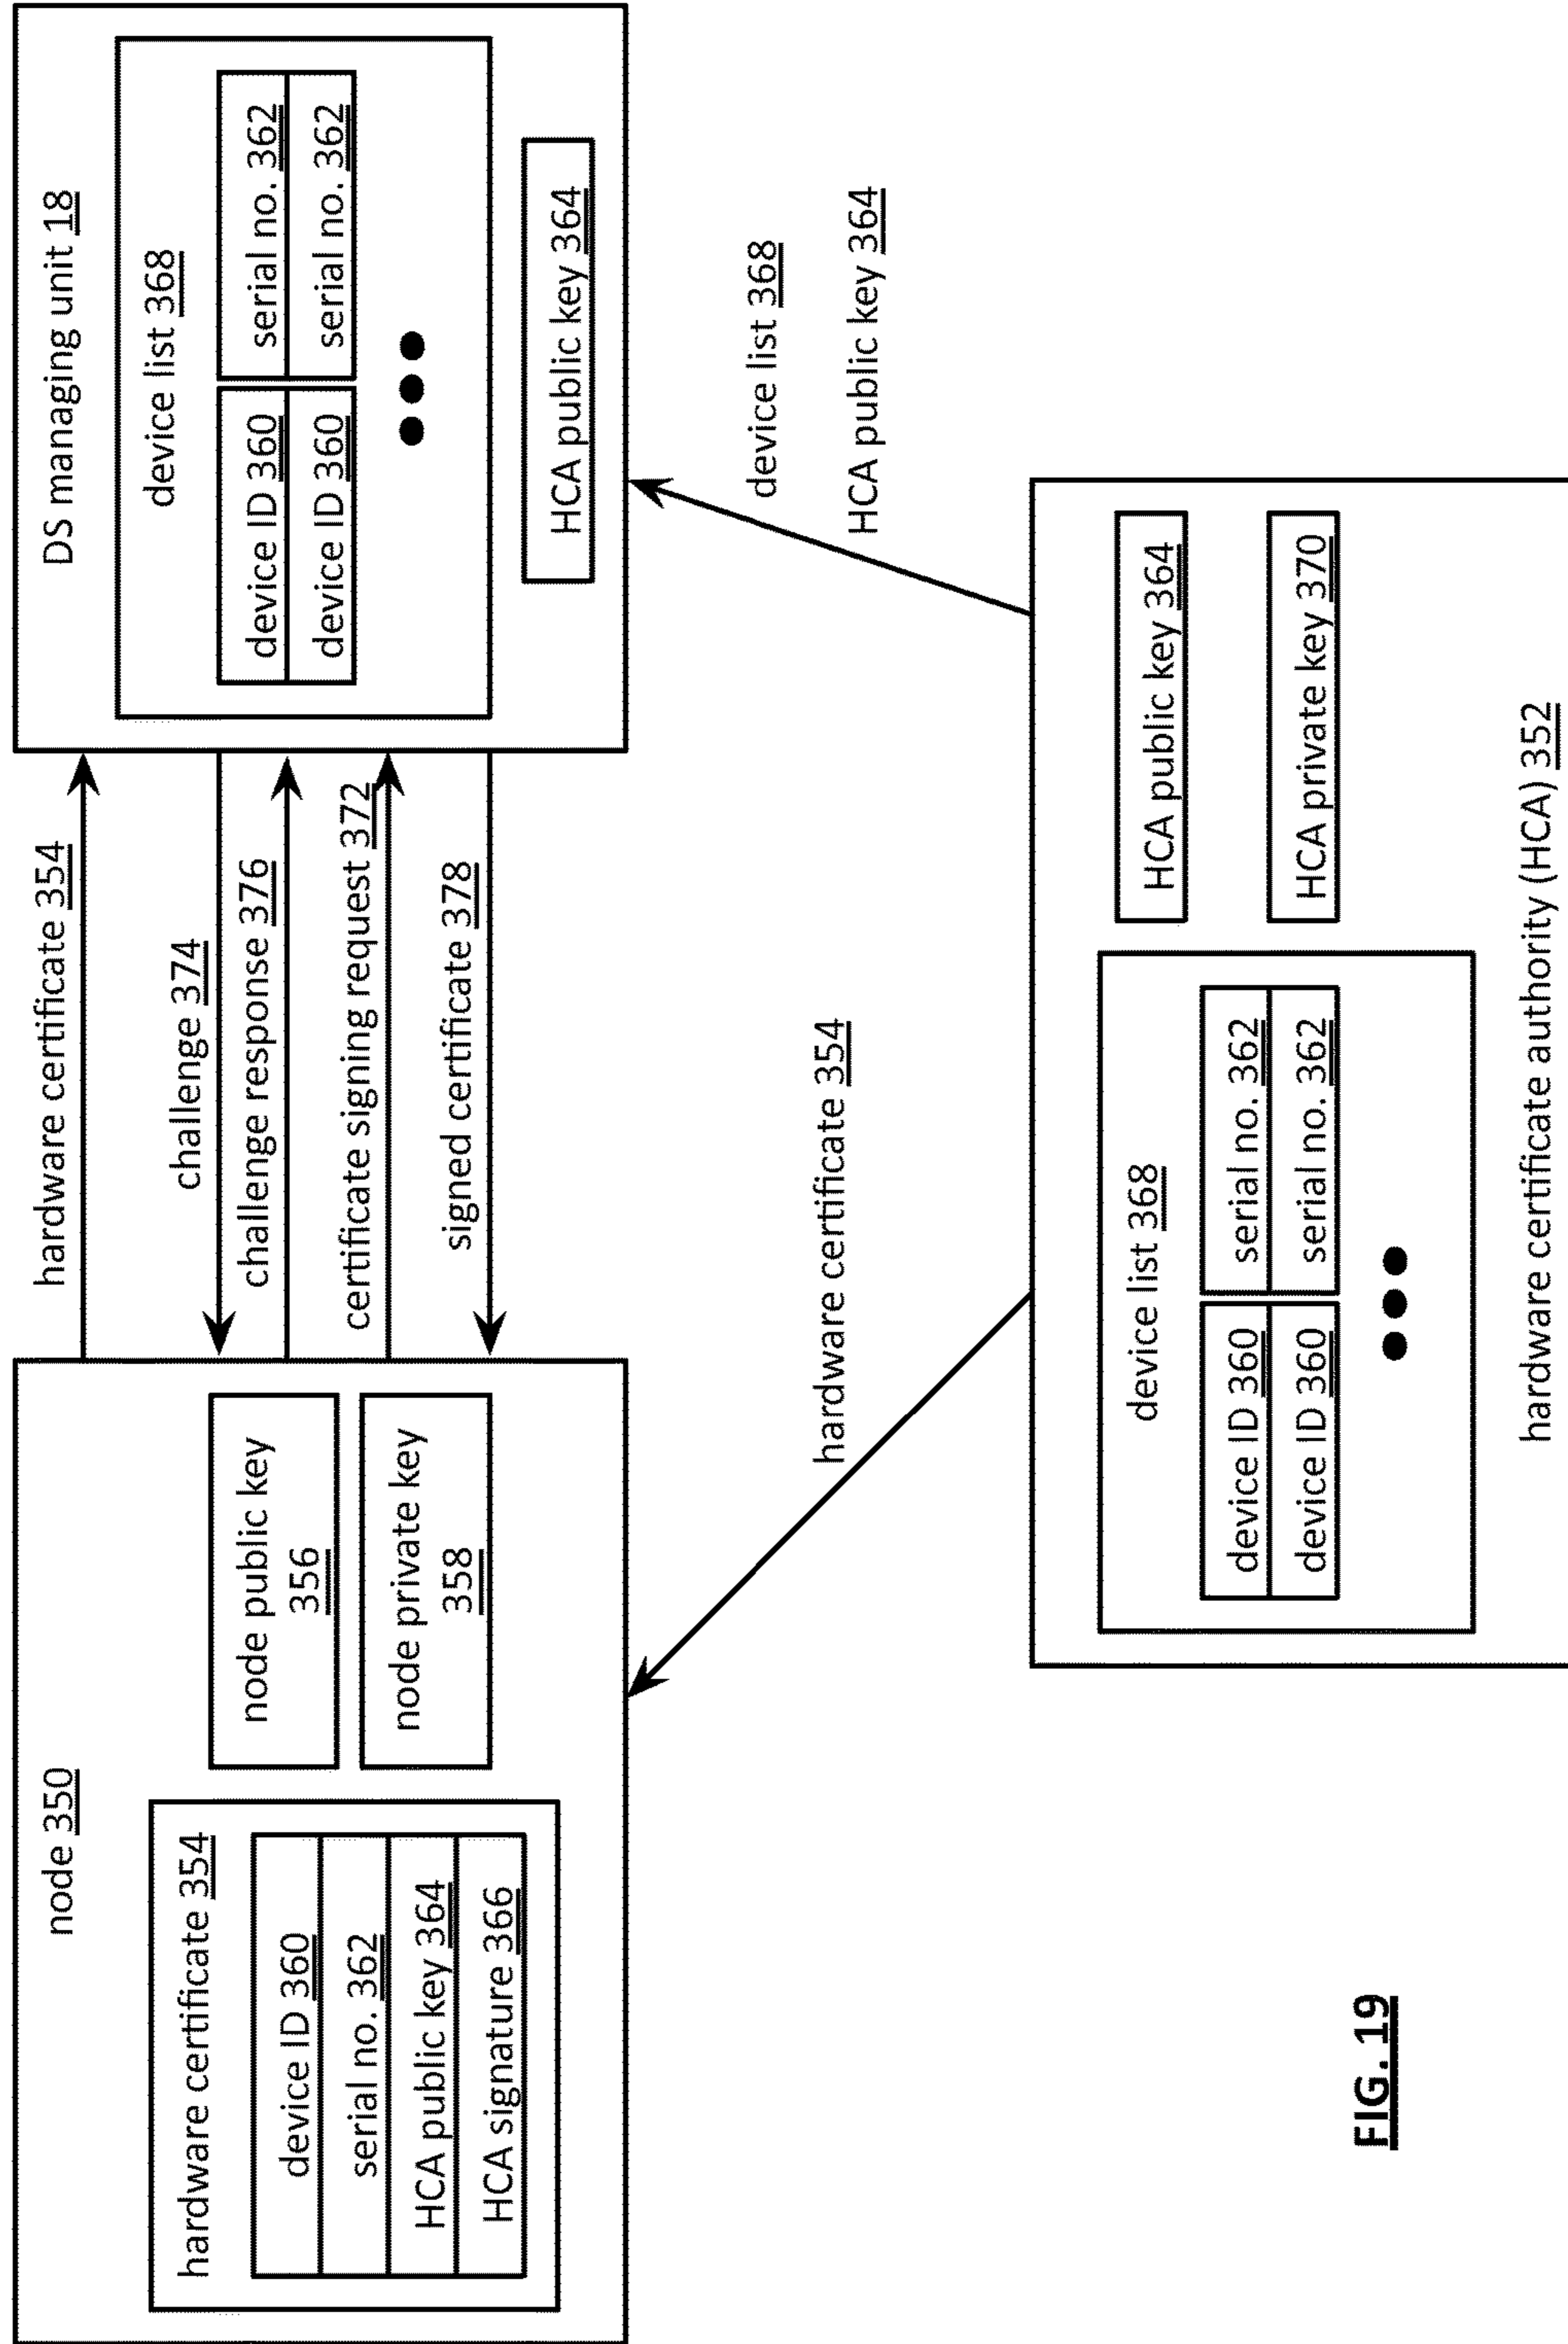 node 350
hardware certificate 354
device ID 360
serial no. 362
HCA public key 364
HCA signature 366
node public key
356
node private key
358
hardware certificate 354
challenge 374
challenge response 376
certificate signing request 372
signed certificate 378
DS managing unit 18
device list 368
device ID 360
serial no. 362
device ID 360
serial no. 362
HCA public key 364
hardware certificate 354
device list 368
HCA public key 364
device list 368
device ID 360
serial no. 362
device ID 360
serial no. 362
HCA public key 364
HCA private key 370
hardware certificate authority (HCA) 352
FIG. 19